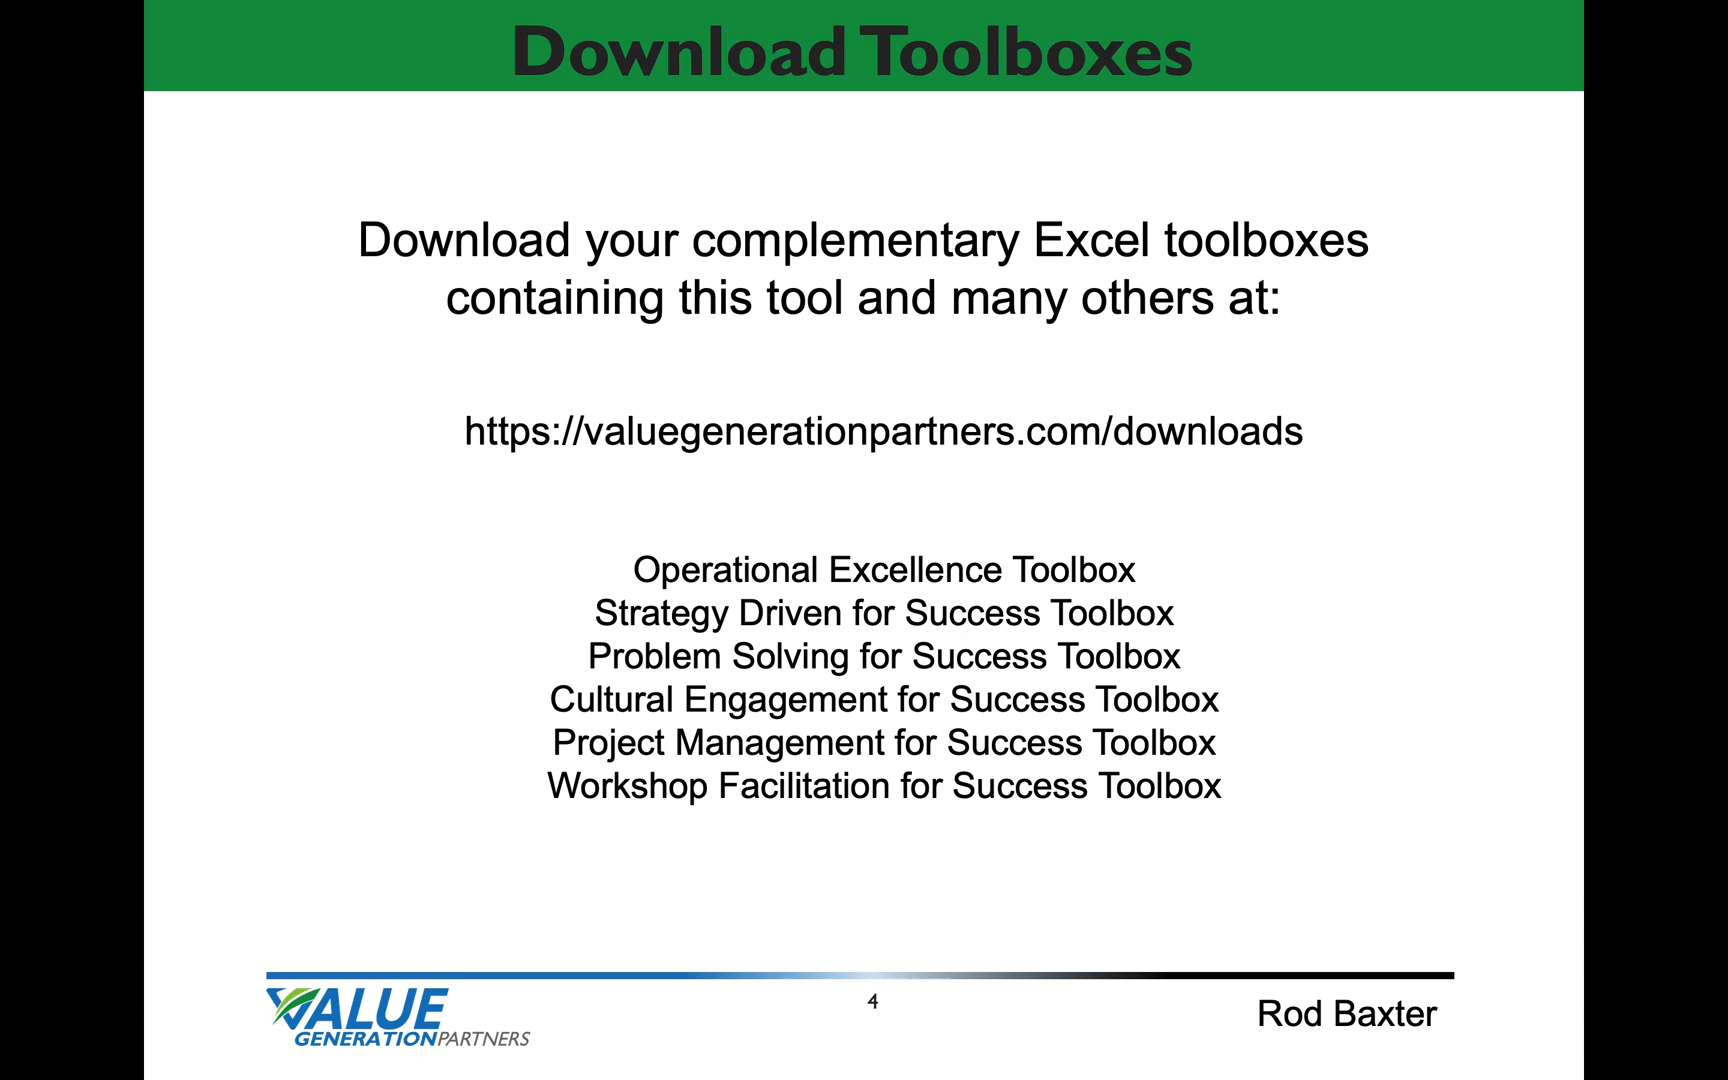 Download Toolboxes
Download your complementary Excel toolboxes
containing this tool and many others at:
https://valuegenerationpartners.com/downloads
Operational Excellence Toolbox
Strategy Driven for Success Toolbox
Problem Solving for Success Toolbox
Cultural Engagement for Success Toolbox
Project Management for Success Toolbox
Workshop Facilitation for Success Toolbox
VALUE
GENERATIONPARTNERS
4
Rod Baxter